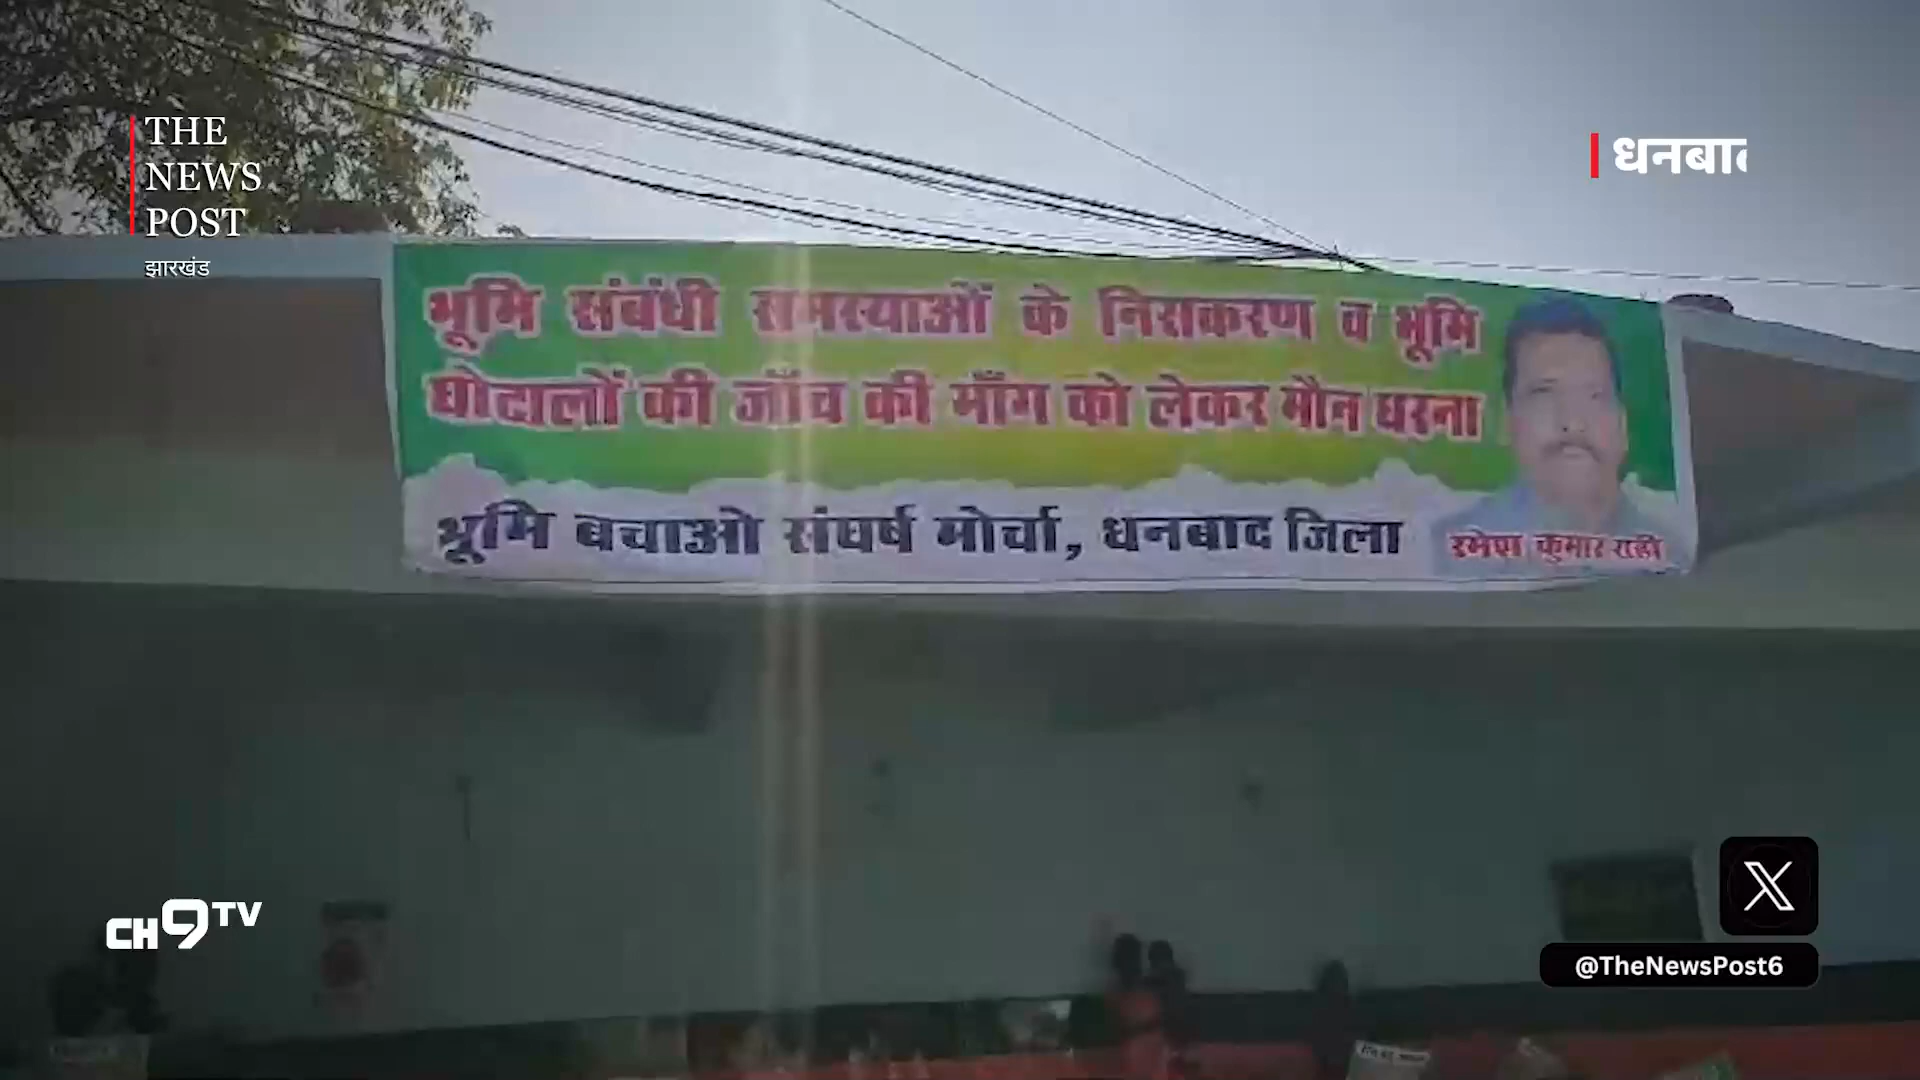 THE
NEWS
POST
झारखंड
धनबाद
भूमि संबंधी समस्याओं के निराकरण व भूमि
घोटालों की जाँच की माँग को लेकर मौन धरना
भूमि बचाओ संघर्ष मोर्चा, धनबाद जिला
रमेश कुमार राही
CH9TV
@TheNewsPost6